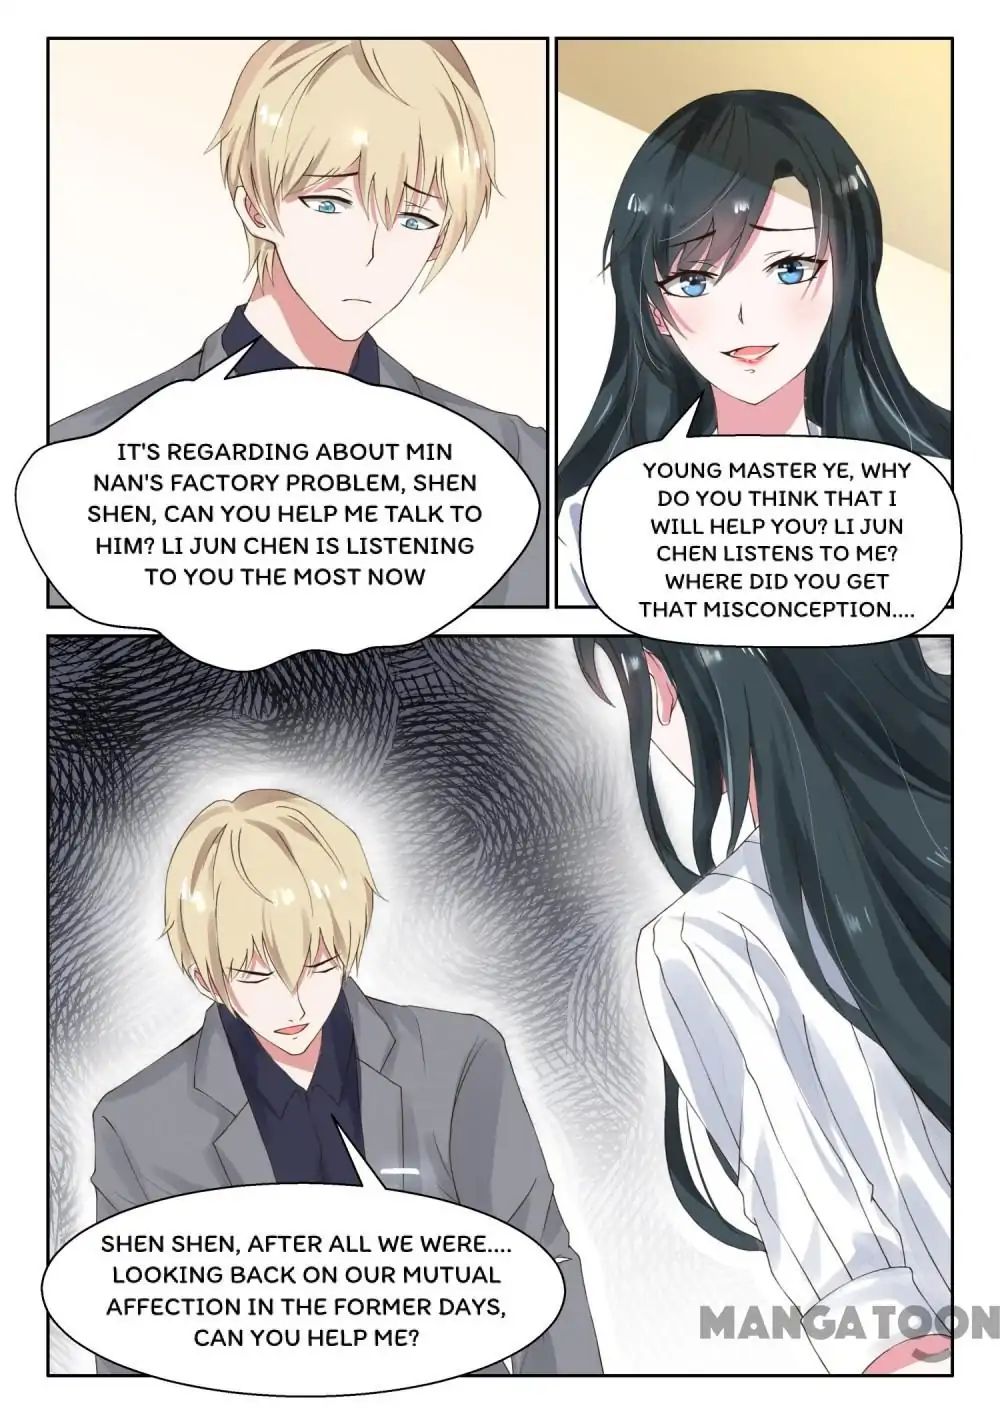 IT'S REGARDING ABOUT MIN
NAN'S FACTORY PROBLEM, SHEN
SHEN, CAN YOU HELP ME TALK TO
HIM? LI JUN CHEN IS LISTENING
TO YOU THE MOST NOW
YOUNG MASTER YE, WHY
DO YOU THINK THAT I
WILL HELP YOU? LI JUN
CHEN LISTENS TO ME?
WHERE DID YOU GET
THAT MISCONCEPTION....
SHEN SHEN, AFTER ALL WE WERE....
LOOKING BACK ON OUR MUTUAL
AFFECTION IN THE FORMER DAYS,
CAN YOU HELP ME?
MANGATOON